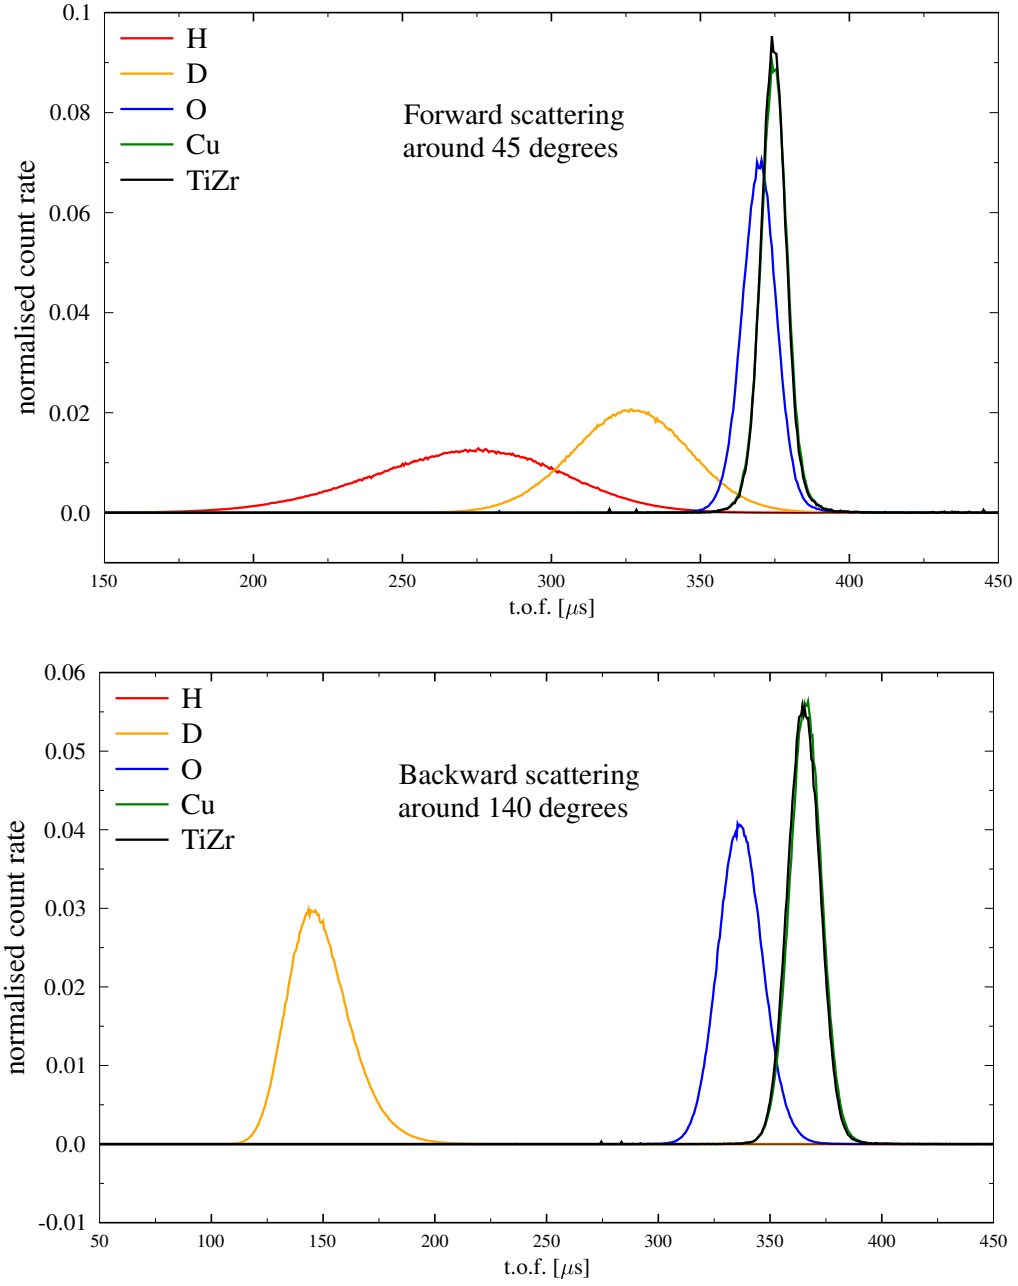 0.1
0.08
0.06
0.04
0.02
0.0
normalised count rate
H
D
O
Cu
TiZr
Forward scattering
around 45 degrees
150 200 250 300 350 400 450
t.o.f. [μs]
0.06
0.05
0.04
0.03
0.02
0.01
0.0
-0.01
normalised count rate
H
D
O
Cu
TiZr
Backward scattering
around 140 degrees
50 100 150 200 250 300 350 400 450
t.o.f. [μs]